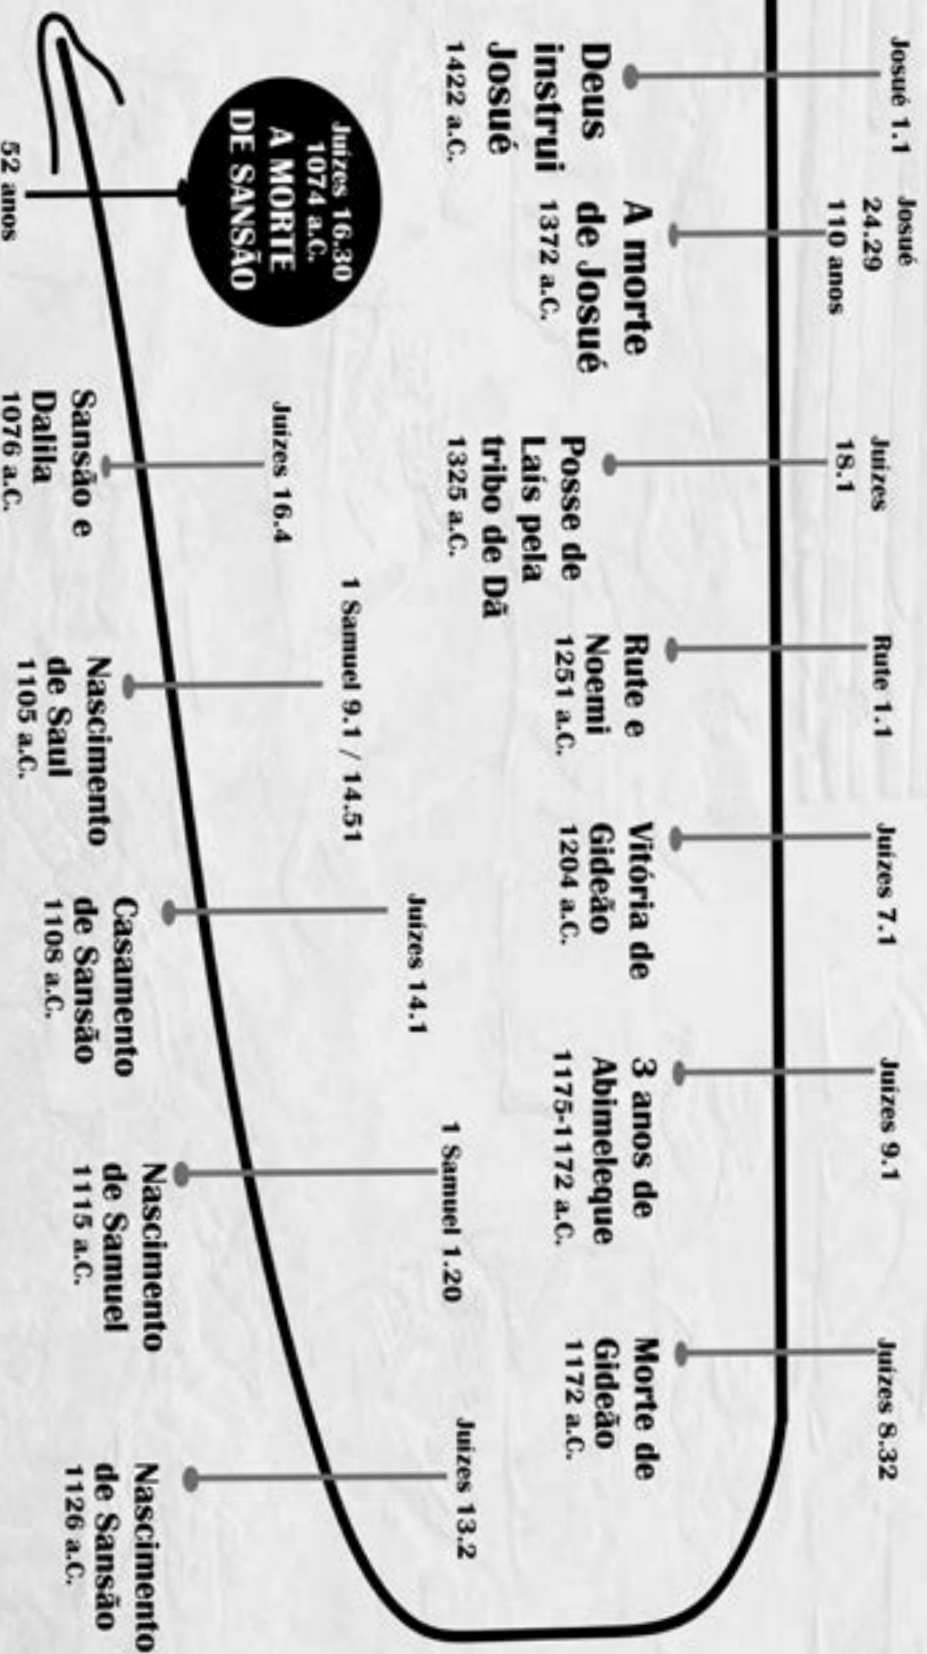 Josué 1.1
Deus
instrui
Josué
1422 a.C.
Josué
24.29
110 anos
A morte
de Josué
1372 a.C.
Juízes
18.1
Posse de
Laís pela
tribo de Dã
1325 a.C.
Rute 1.1
Rute e
Noemi
1251 a.C.
Juízes 7.1
Vitória de
Gideão
1204 a.C.
Juízes 9.1
3 anos de
Abimeleque
1175-1172 a.C.
Juízes 8.32
Morte de
Gideão
1172 a.C.
Juízes 13.2
Nascimento
de Sansão
1126 a.C.
1 Samuel 1.20
Nascimento
de Samuel
1115 a.C.
Juízes 14.1
Casamento
de Sansão
1108 a.C.
1 Samuel 9.1 / 14.51
Nascimento
de Saul
1105 a.C.
Juízes 16.4
Sansão e
Dalila
1076 a.C.
Juízes 16.30
1074 a.C.
A MORTE
DE SANSÃO
52 anos